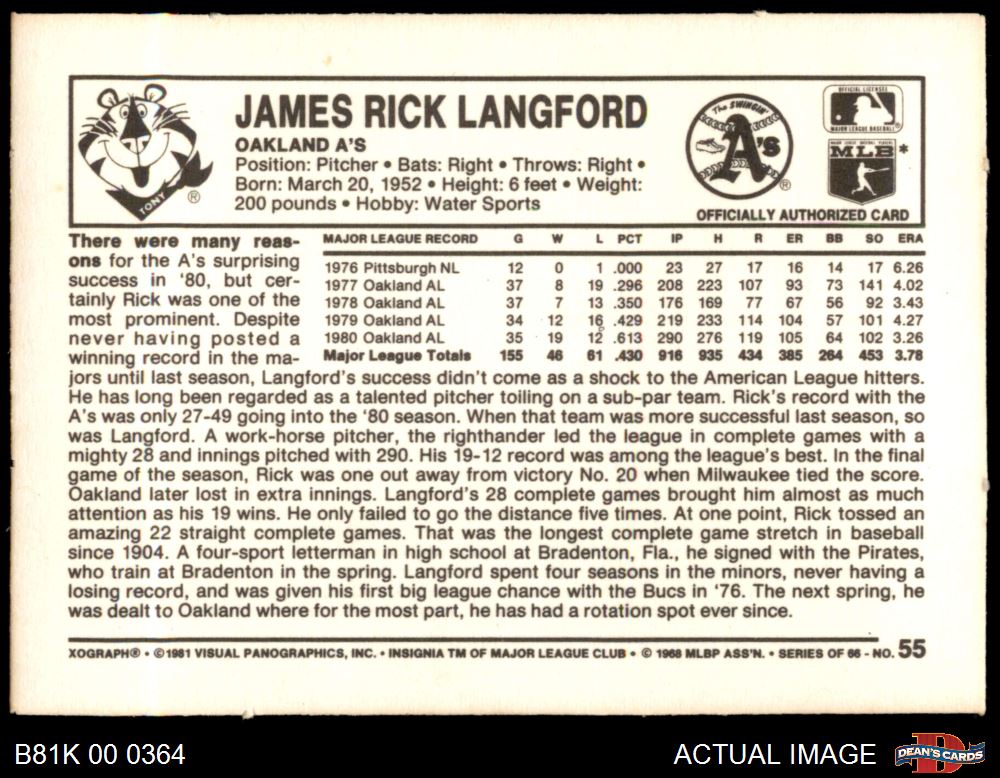 JAMES RICK LANGFORD
OAKLAND A'S
Position: Pitcher • Bats: Right • Throws: Right •
Born: March 20, 1952 • Height: 6 feet • Weight:
200 pounds • Hobby: Water Sports
TONY
®
The SWINGIN'
A's
®
OFFICIAL LICENSEE
MAJOR LEAGUE BASEBALL®
MLB*
OFFICIALLY AUTHORIZED CARD
There were many reas-
ons for the A's surprising
success in '80, but cer-
tainly Rick was one of the
most prominent. Despite
never having posted a
winning record in the ma-
MAJOR LEAGUE RECORD G W L PCT IP H R ER BB SO ERA
1976 Pittsburgh NL 12 0 1 .000 23 27 17 16 14 17 6.26
1977 Oakland AL 37 8 19 .296 208 223 107 93 73 141 4.02
1978 Oakland AL 37 7 13 .350 176 169 77 67 56 92 3.43
1979 Oakland AL 34 12 16 .429 219 233 114 104 57 101 4.27
1980 Oakland AL 35 19 12 .613 290 276 119 105 64 102 3.26
Major League Totals 155 46 61 .430 916 935 434 385 264 453 3.78
jors until last season, Langford's success didn't come as a shock to the American League hitters.
He has long been regarded as a talented pitcher toiling on a sub-par team. Rick's record with the
A's was only 27-49 going into the '80 season. When that team was more successful last season, so
was Langford. A work-horse pitcher, the righthander led the league in complete games with a
mighty 28 and innings pitched with 290. His 19-12 record was among the league's best. In the final
game of the season, Rick was one out away from victory No. 20 when Milwaukee tied the score.
Oakland later lost in extra innings. Langford's 28 complete games brought him almost as much
attention as his 19 wins. He only failed to go the distance five times. At one point, Rick tossed an
amazing 22 straight complete games. That was the longest complete game stretch in baseball
since 1904. A four-sport letterman in high school at Bradenton, Fla., he signed with the Pirates,
who train at Bradenton in the spring. Langford spent four seasons in the minors, never having a
losing record, and was given his first big league chance with the Bucs in '76. The next spring, he
was dealt to Oakland where for the most part, he has had a rotation spot ever since.
XOGRAPH® • ©1981 VISUAL PANOGRAPHICS, INC. • INSIGNIA TM OF MAJOR LEAGUE CLUB • © 1968 MLBP ASS'N. • SERIES OF 66 - NO. 55
B81K 00 0364
ACTUAL IMAGE
DEAN'S CARDS